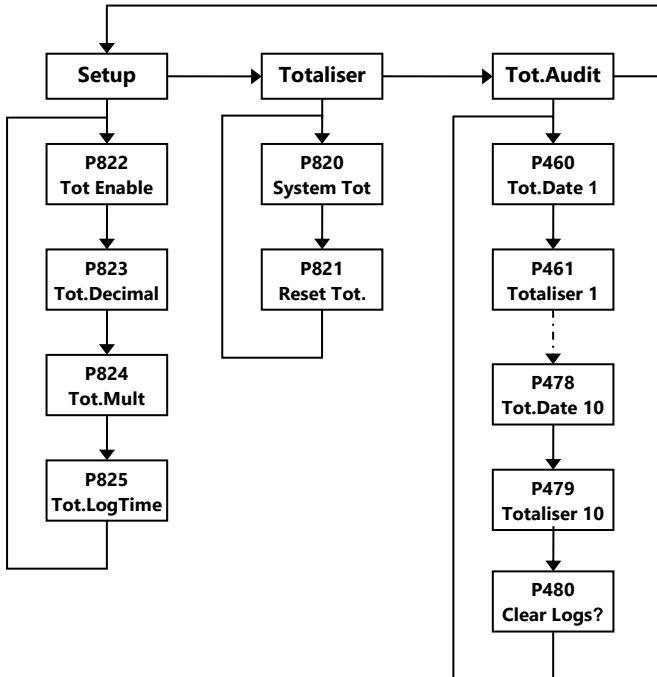 Setup
Totaliser
Tot.Audit
P822
Tot Enable
P823
Tot.Decimal
P824
Tot.Mult
P825
Tot.LogTime
P820
System Tot
P821
Reset Tot.
P460
Tot.Date 1
P461
Totaliser 1
P478
Tot.Date 10
P479
Totaliser 10
P480
Clear Logs?